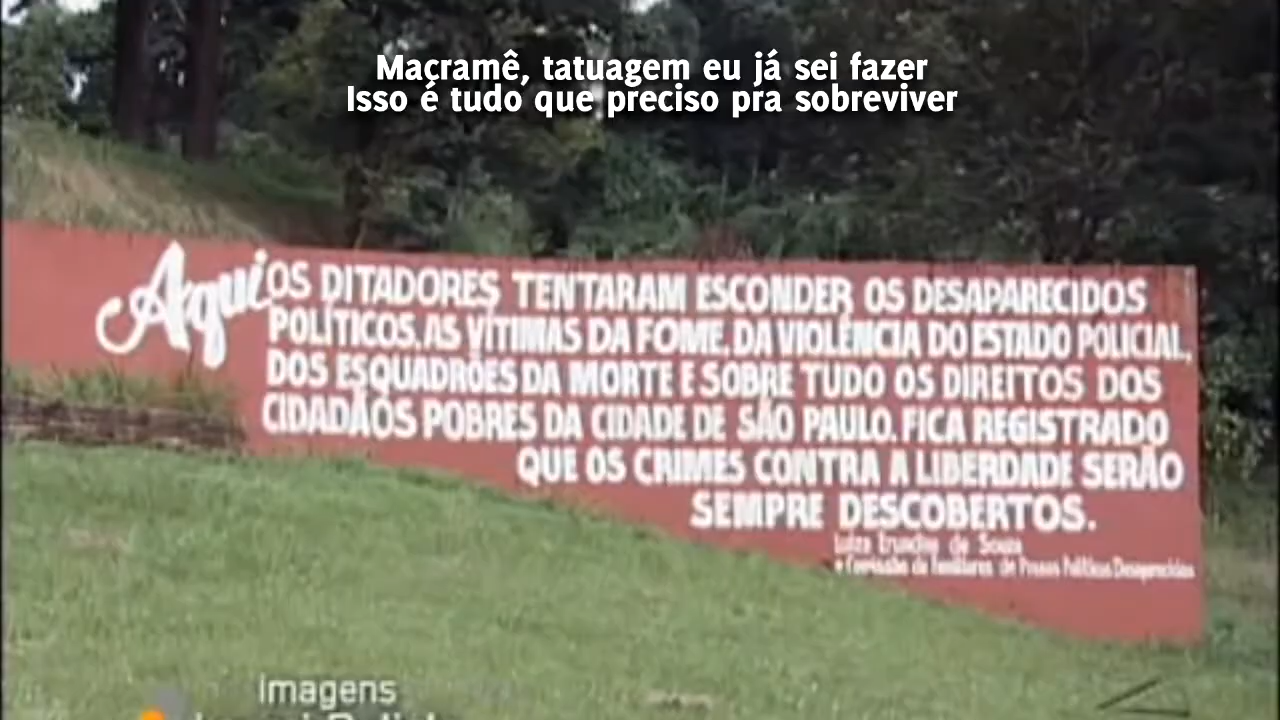 Macramê, tatuagem eu já sei fazer
Isso é tudo que preciso pra sobreviver
Aqui OS DITADORES TENTARAM ESCONDER OS DESAPARECIDOS
POLÍTICOS. AS VÍTIMAS DA FOME. DA VIOLÊNCIA DO ESTADO POLICIAL,
DOS ESQUADRÕES DA MORTE E SOBRE TUDO OS DIREITOS DOS
CIDADÃOS POBRES DA CIDADE DE SÃO PAULO. FICA REGISTRADO
QUE OS CRIMES CONTRA A LIBERDADE SERÃO
SEMPRE DESCOBERTOS.
Luiza Erundina de Souza
e Comissão de Familiares de Presos Políticos Desaparecidos
Imagens